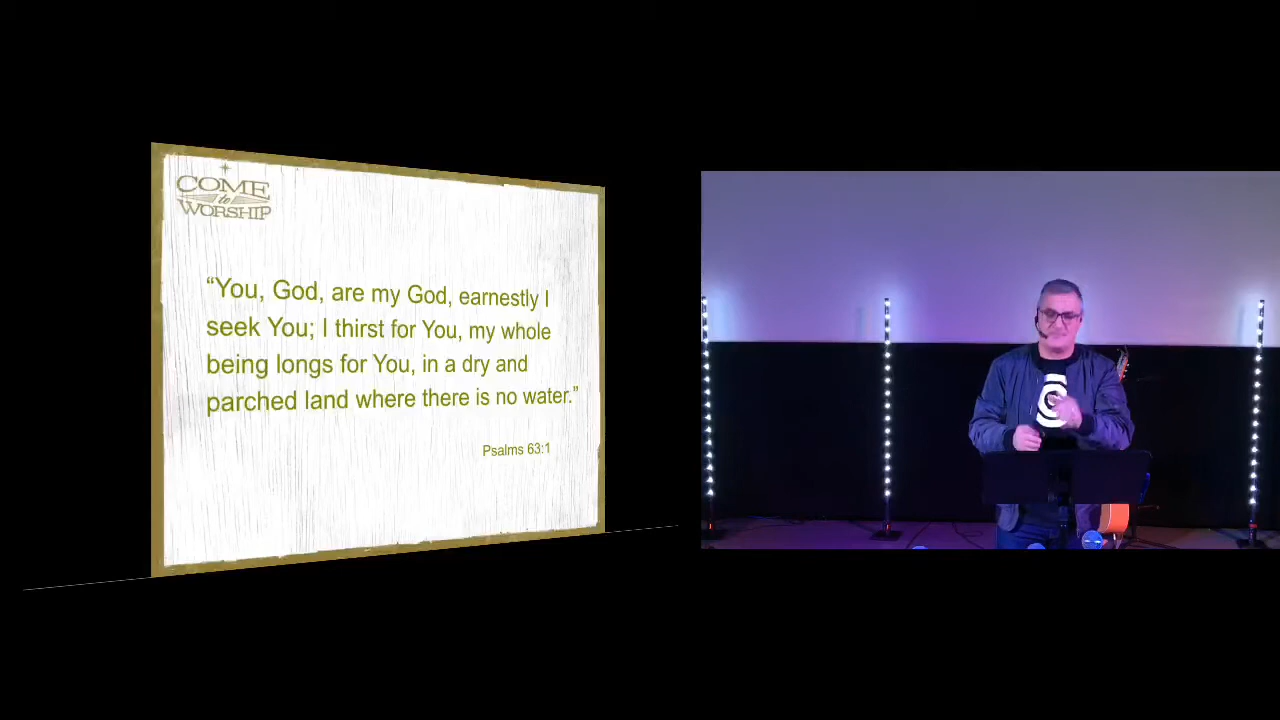 COME
to
WORSHIP
“You, God, are my God, earnestly I
seek You; I thirst for You, my whole
being longs for You, in a dry and
parched land where there is no water.”
Psalms 63:1